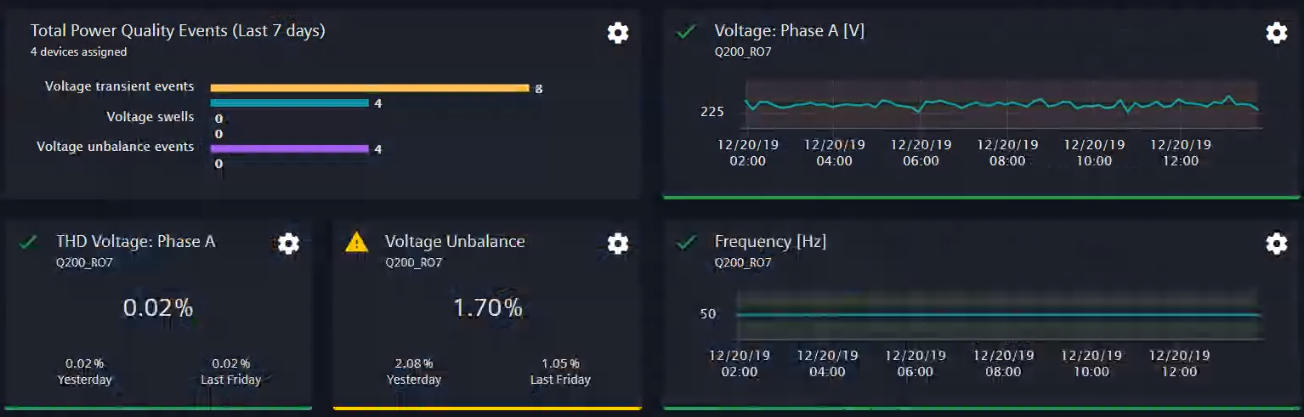 Total Power Quality Events (Last 7 days)
4 devices assigned
Voltage transient events
8
4
Voltage swells
0
0
Voltage unbalance events
4
0
Voltage: Phase A [V]
Q200_RO7
225
12/20/19 12/20/19 12/20/19 12/20/19 12/20/19 12/20/19
02:00 04:00 06:00 08:00 10:00 12:00
THD Voltage: Phase A
Q200_RO7
0.02%
0.02% 0.02%
Yesterday Last Friday
Voltage Unbalance
Q200_RO7
1.70%
2.08% 1.05%
Yesterday Last Friday
Frequency [Hz]
Q200_RO7
50
12/20/19 12/20/19 12/20/19 12/20/19 12/20/19 12/20/19
02:00 04:00 06:00 08:00 10:00 12:00